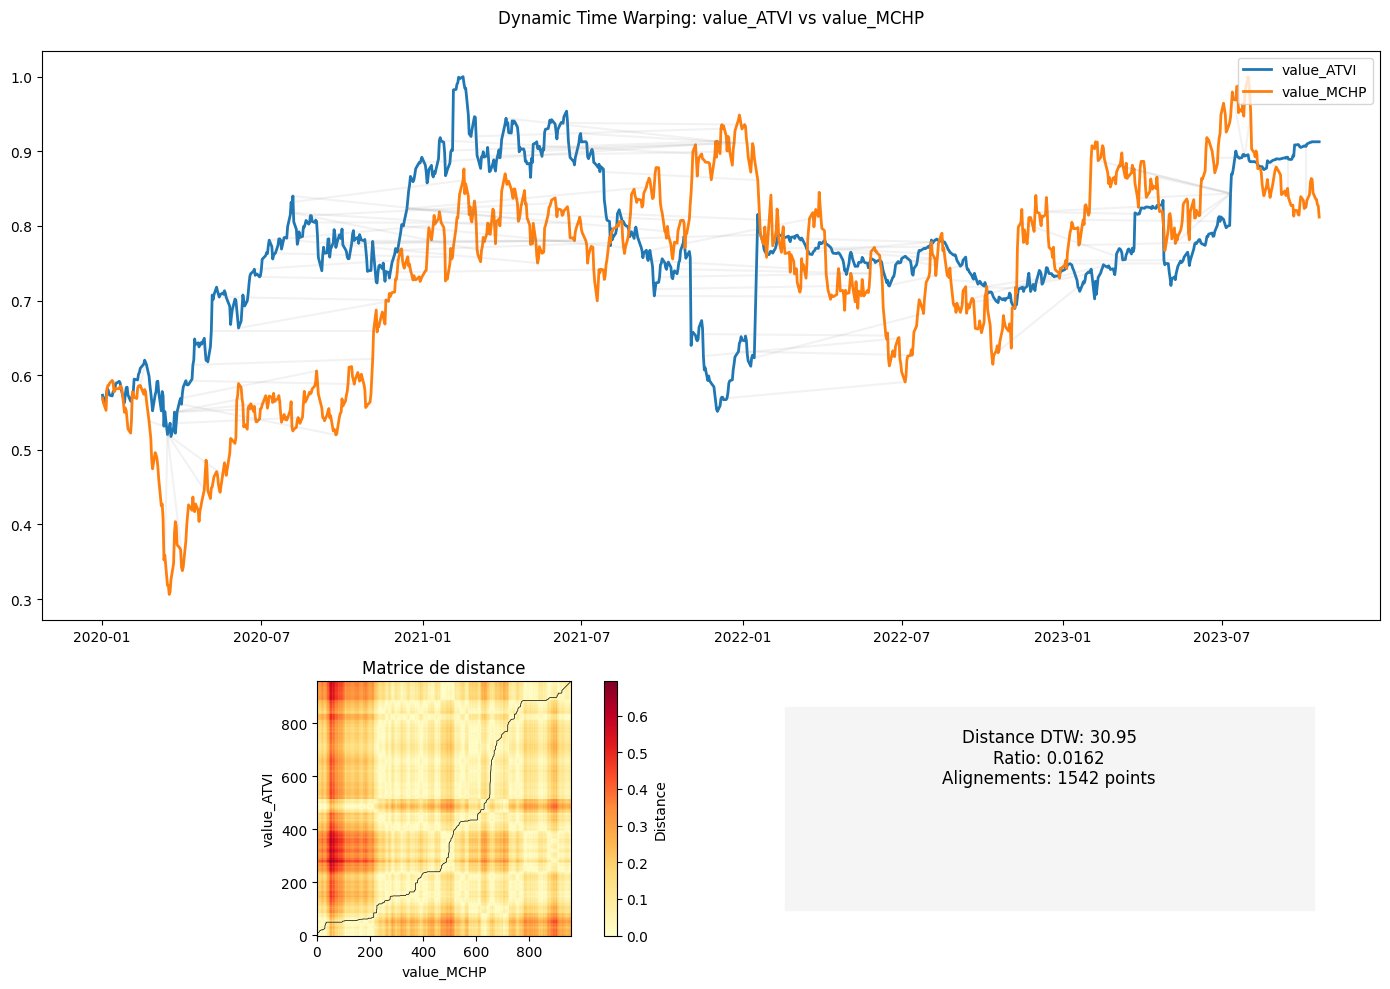 Dynamic Time Warping: value_ATVI vs value_MCHP
value_ATVI
value_MCHP
1.0
0.9
0.8
0.7
0.6
0.5
0.4
0.3
2020-01 2020-07 2021-01 2021-07 2022-01 2022-07 2023-01 2023-07
Matrice de distance
value_ATVI
800
600
400
200
0
0 200 400 600 800
value_MCHP
0.6
0.5
0.4
0.3
0.2
0.1
0.0
Distance
Distance DTW: 30.95
Ratio: 0.0162
Alignements: 1542 points